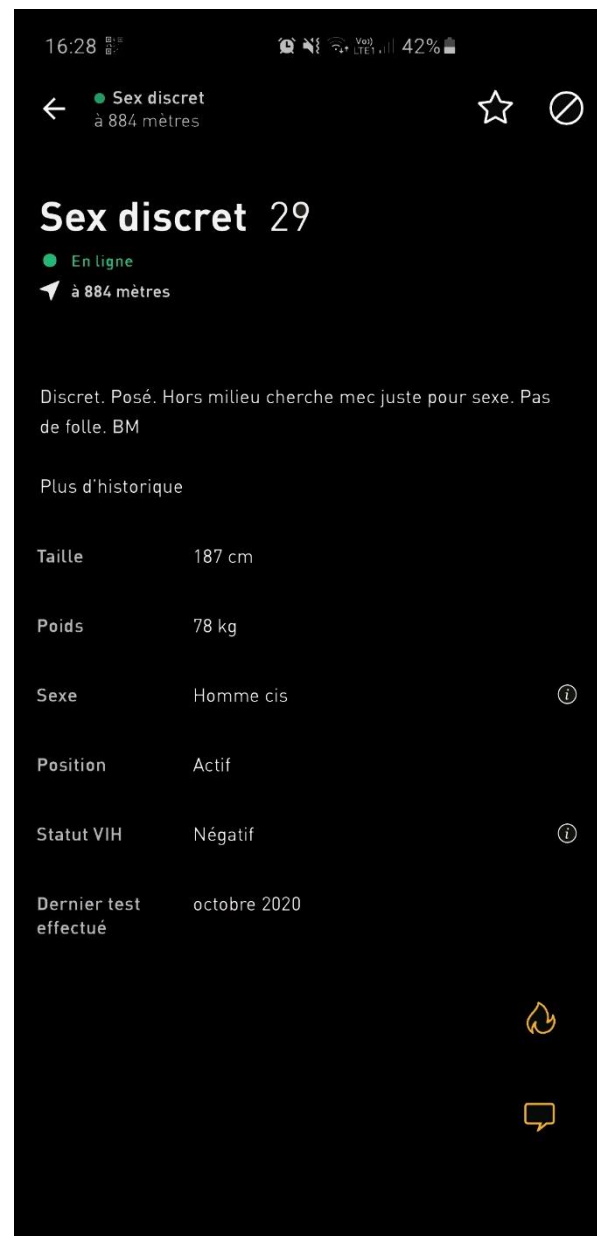 16:28
Vo)) LTE1 42%
Sex discret
à 884 mètres
Sex discret 29
En ligne
à 884 mètres
Discret. Posé. Hors milieu cherche mec juste pour sexe. Pas
de folle. BM
Plus d'historique
Taille 187 cm
Poids 78 kg
Sexe Homme cis
Position Actif
Statut VIH Négatif
Dernier test octobre 2020
effectué